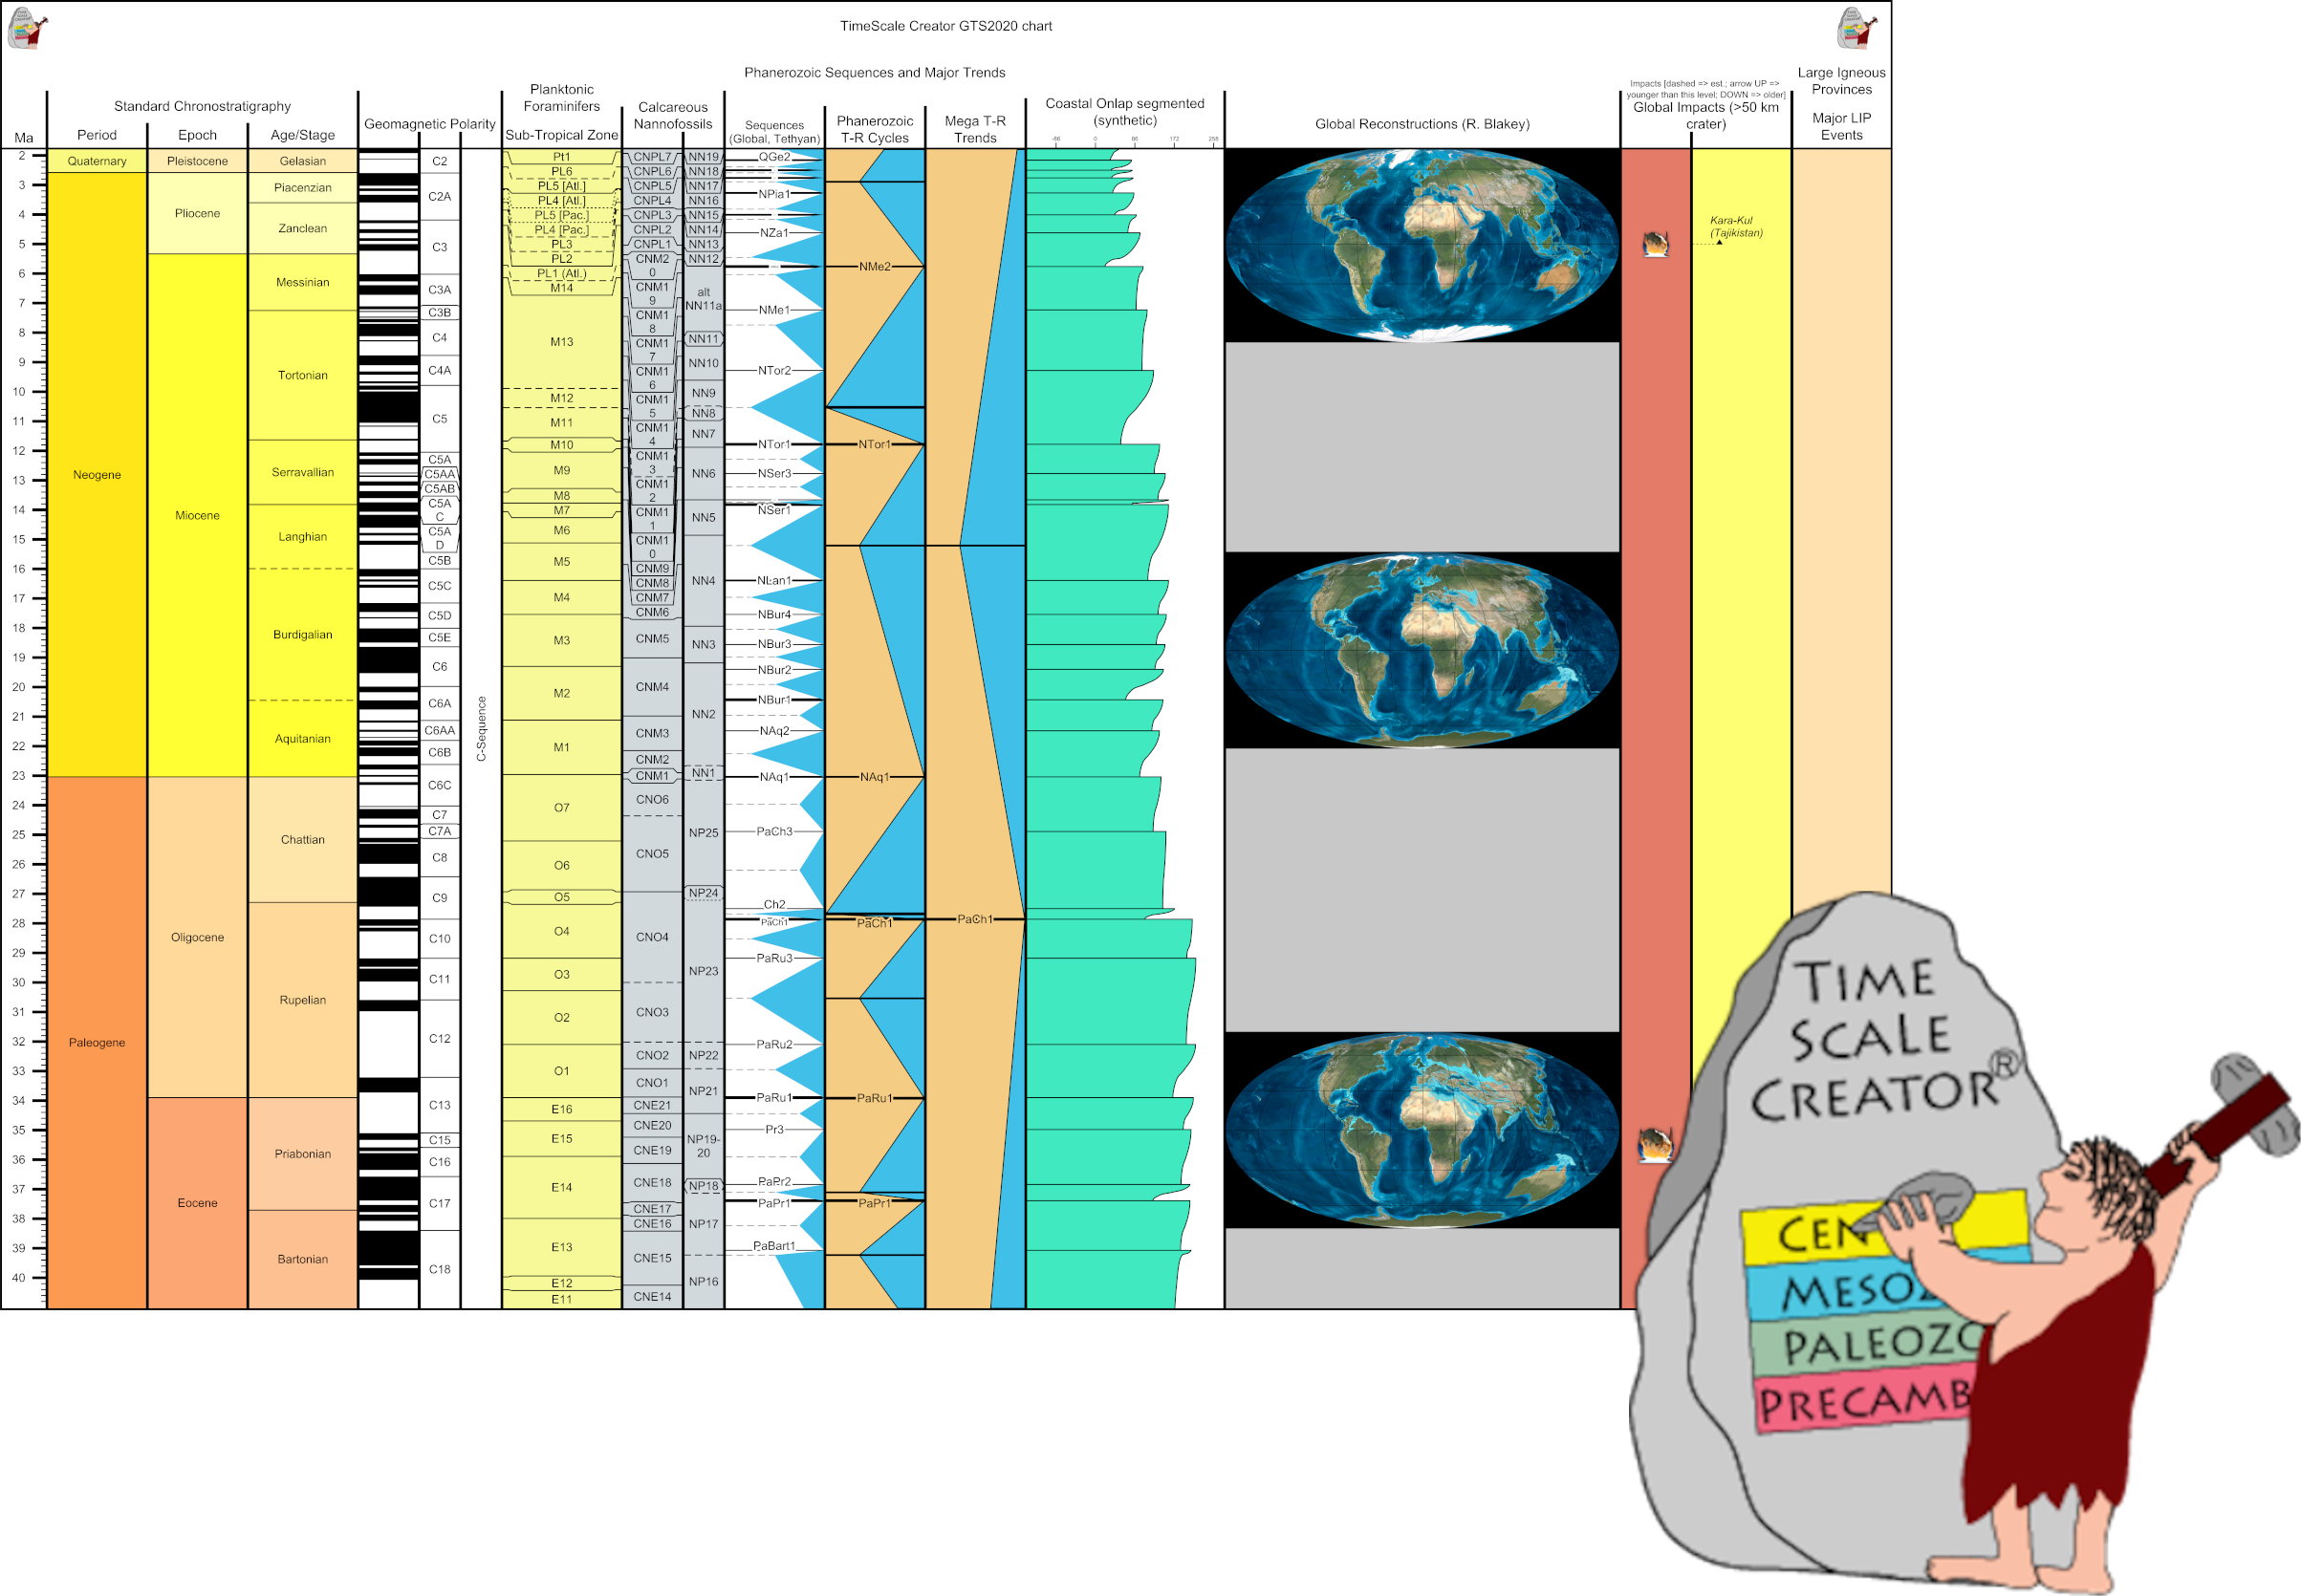 TimeScale Creator GTS2020 chart
Phanerozoic Sequences and Major Trends
Large Igneous
Provinces
Impacts [dashed => est.; arrow UP =>
younger than this level; DOWN => older]
Planktonic
Foraminifers
Standard Chronostratigraphy
Calcareous
Nannofossils
Coastal Onlap segmented
(synthetic)
Global Impacts (>50 km
crater)
Major LIP
Events
Geomagnetic Polarity
Phanerozoic
T-R Cycles
Mega T-R
Trends
Global Reconstructions (R. Blakey)
Ma
Period
Epoch
Age/Stage
Sub-Tropical Zone
Sequences
(Global, Tethyan)
-86 0 86 172 258
2
3
4
5
6
7
8
9
10
11
12
13
14
15
16
17
18
19
20
21
22
23
24
25
26
27
28
29
30
31
32
33
34
35
36
37
38
39
40
Quaternary
Neogene
Paleogene
Pleistocene
Pliocene
Miocene
Oligocene
Eocene
Gelasian
Piacenzian
Zanclean
Messinian
Tortonian
Serravallian
Langhian
Burdigalian
Aquitanian
Chattian
Rupelian
Priabonian
Bartonian
C2
C2A
C3
C3A
C3B
C4
C4A
C5
C5A
C5AA
C5AB
C5A
C
C5A
D
C5B
C5C
C5D
C5E
C6
C6A
C6AA
C6B
C6C
C7
C7A
C8
C9
C10
C11
C12
C13
C15
C16
C17
C18
C-Sequence
Pt1
PL6
PL5 [Atl.]
PL4 [Atl.]
PL5 [Pac.]
PL4 [Pac.]
PL3
PL2
PL1 (Atl.)
M14
M13
M12
M11
M10
M9
M8
M7
M6
M5
M4
M3
M2
M1
O7
O6
O5
O4
O3
O2
O1
E16
E15
E14
E13
E12
E11
CNPL7
CNPL6
CNPL5
CNPL4
CNPL3
CNPL2
CNPL1
CNM2
0
CNM1
9
CNM1
8
CNM1
7
CNM1
6
CNM1
5
CNM1
4
CNM1
3
CNM1
2
CNM1
1
CNM1
0
CNM9
CNM8
CNM7
CNM6
CNM5
CNM4
CNM3
CNM2
CNM1
CNO6
CNO5
CNO4
CNO3
CNO2
CNO1
CNE21
CNE20
CNE19
CNE18
CNE17
CNE16
CNE15
CNE14
NN19
NN18
NN17
NN16
NN15
NN14
NN13
NN12
alt
NN11a
NN11
NN10
NN9
NN8
NN7
NN6
NN5
NN4
NN3
NN2
NN1
NP25
NP24
NP23
NP22
NP21
NP19-
20
NP18
NP17
NP16
QGe2
NPia1
NZa1
NMe1
NTor2
NTor1
NSer3
NSer1
NLan1
NBur4
NBur3
NBur2
NBur1
NAq2
NAq1
PaCh3
Ch2
PaCh1
PaRu3
PaRu2
PaRu1
Pr3
PaPr2
PaPr1
PaBart1
NMe2
NTor1
NAq1
PaCh1
PaRu1
PaPr1
PaCh1
Kara-Kul
(Tajikistan)
TIME
SCALE
CREATOR®
CEN
MESOZ
PALEOZO
PRECAMB